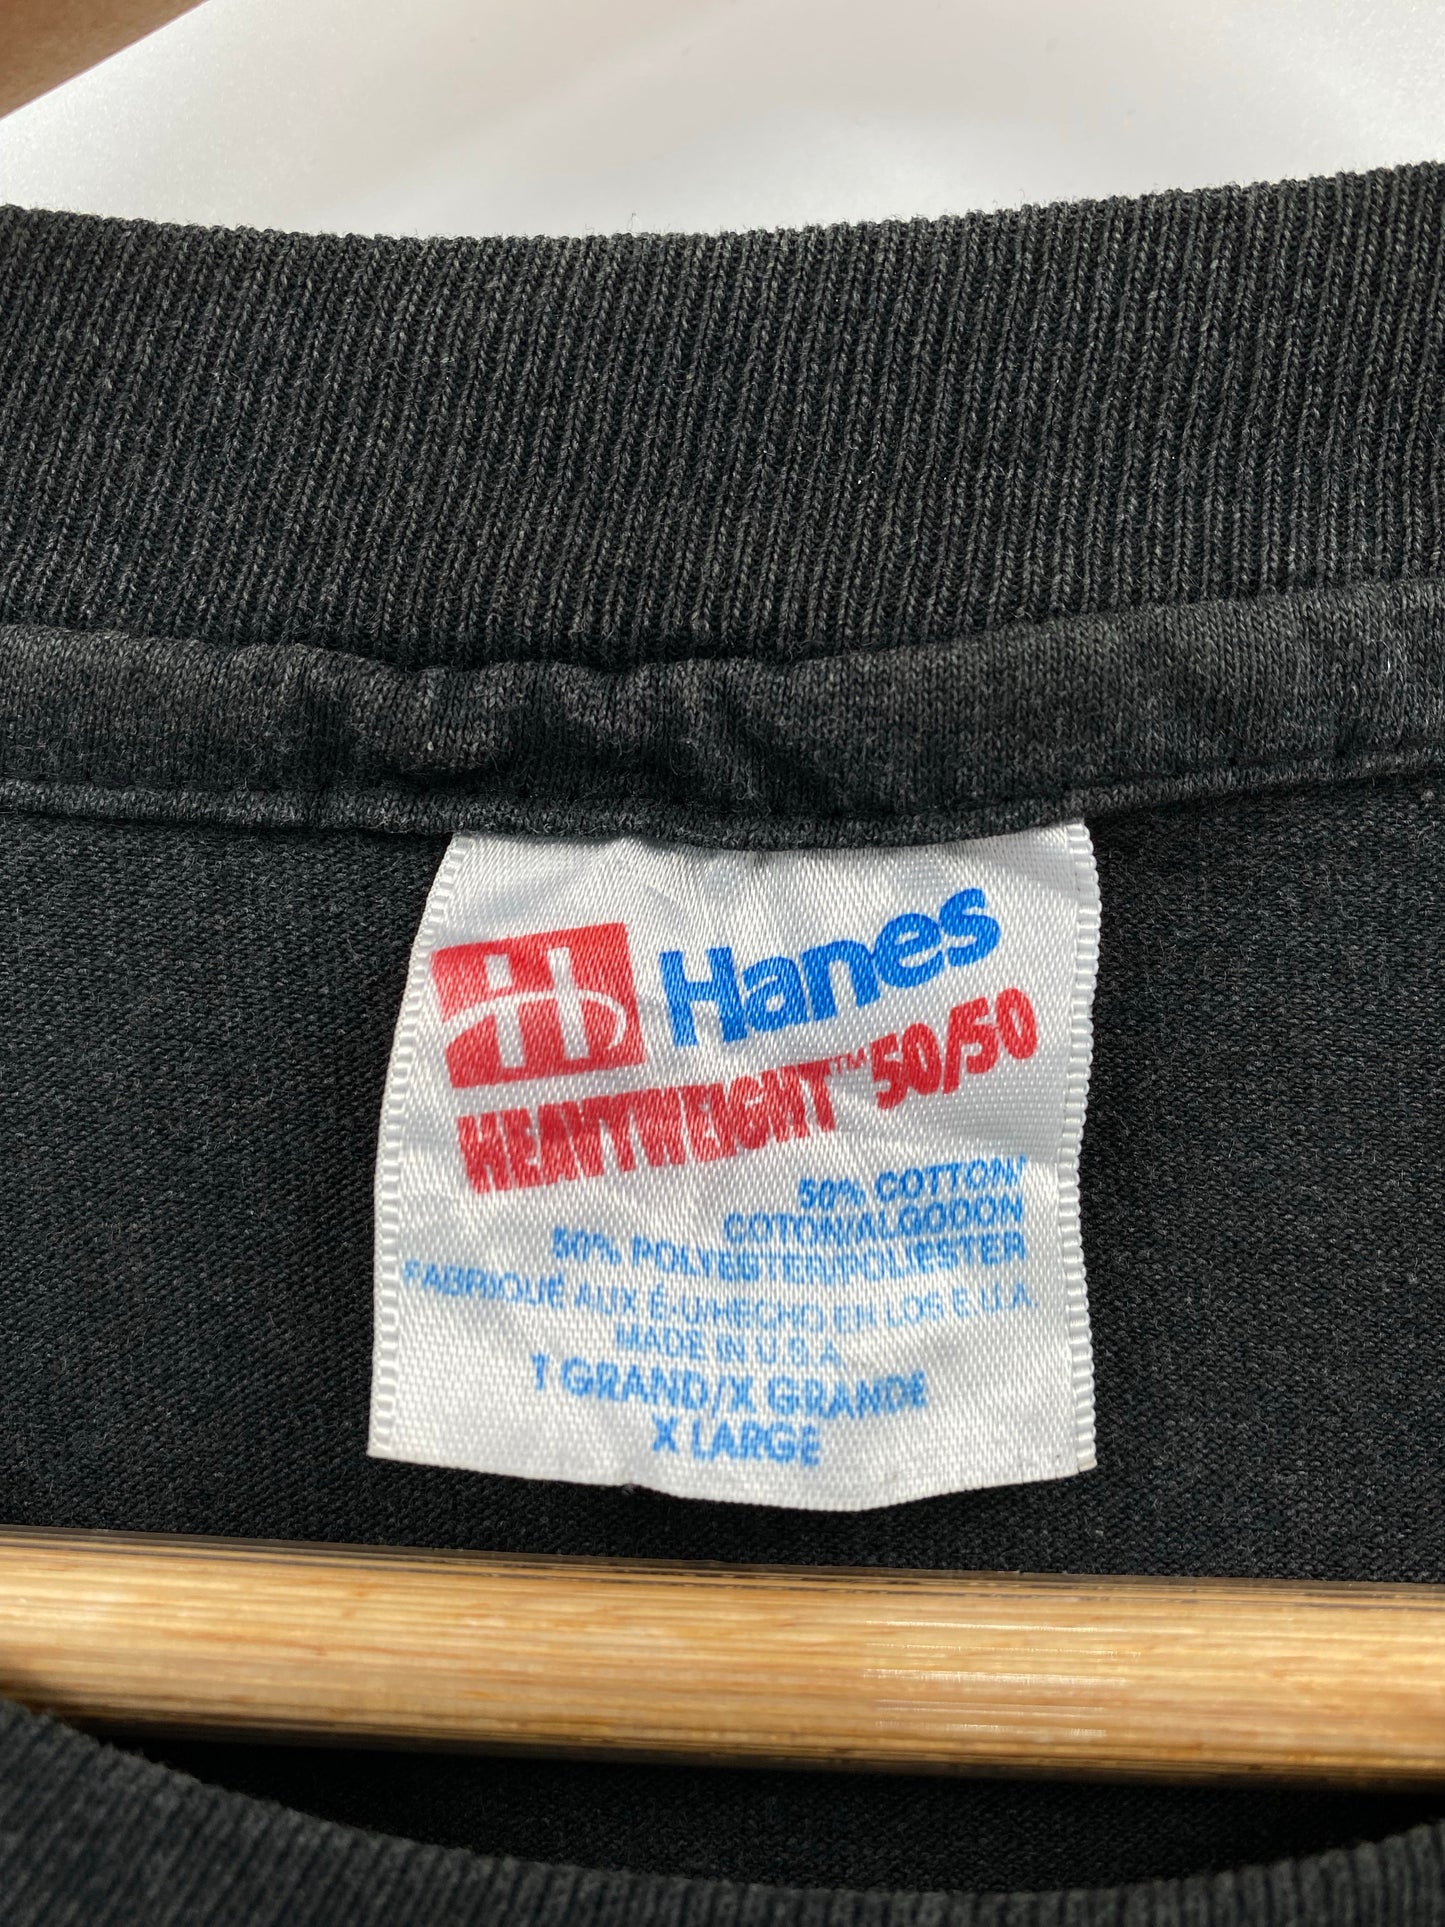 Hanes
HEAVYWEIGHT™ 50/50
50% COTTON/
COTON/ALGODON
50% POLYESTER/POLIESTER
FABRIQUÉ AUX É-U/HECHO EN LOS E.U.A.
MADE IN U.S.A
T GRAND/X GRANDE
X LARGE